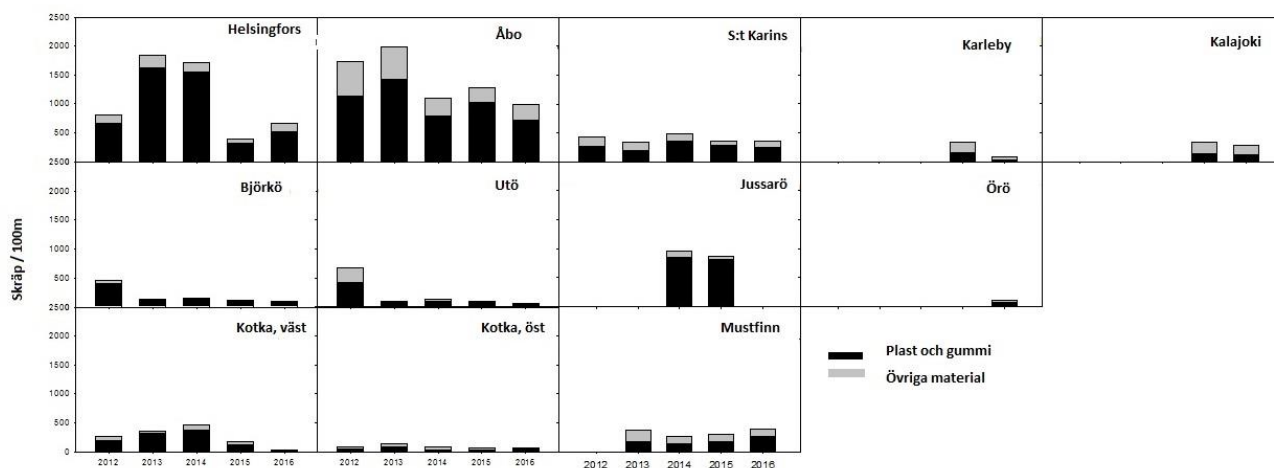 2500
2000
1500
1000
500
Helsingfors
Åbo
S:t Karins
Karleby
Kalajoki
2500
2000
1500
1000
500
Björkö
Utö
Jussarö
Örö
2500
2000
1500
1000
500
0
Kotka, väst
Kotka, öst
Mustfinn
Skräp / 100m
Plast och gummi
Övriga material
2012 2013 2014 2015 2016
2012 2013 2014 2015 2016
2012 2013 2014 2015 2016